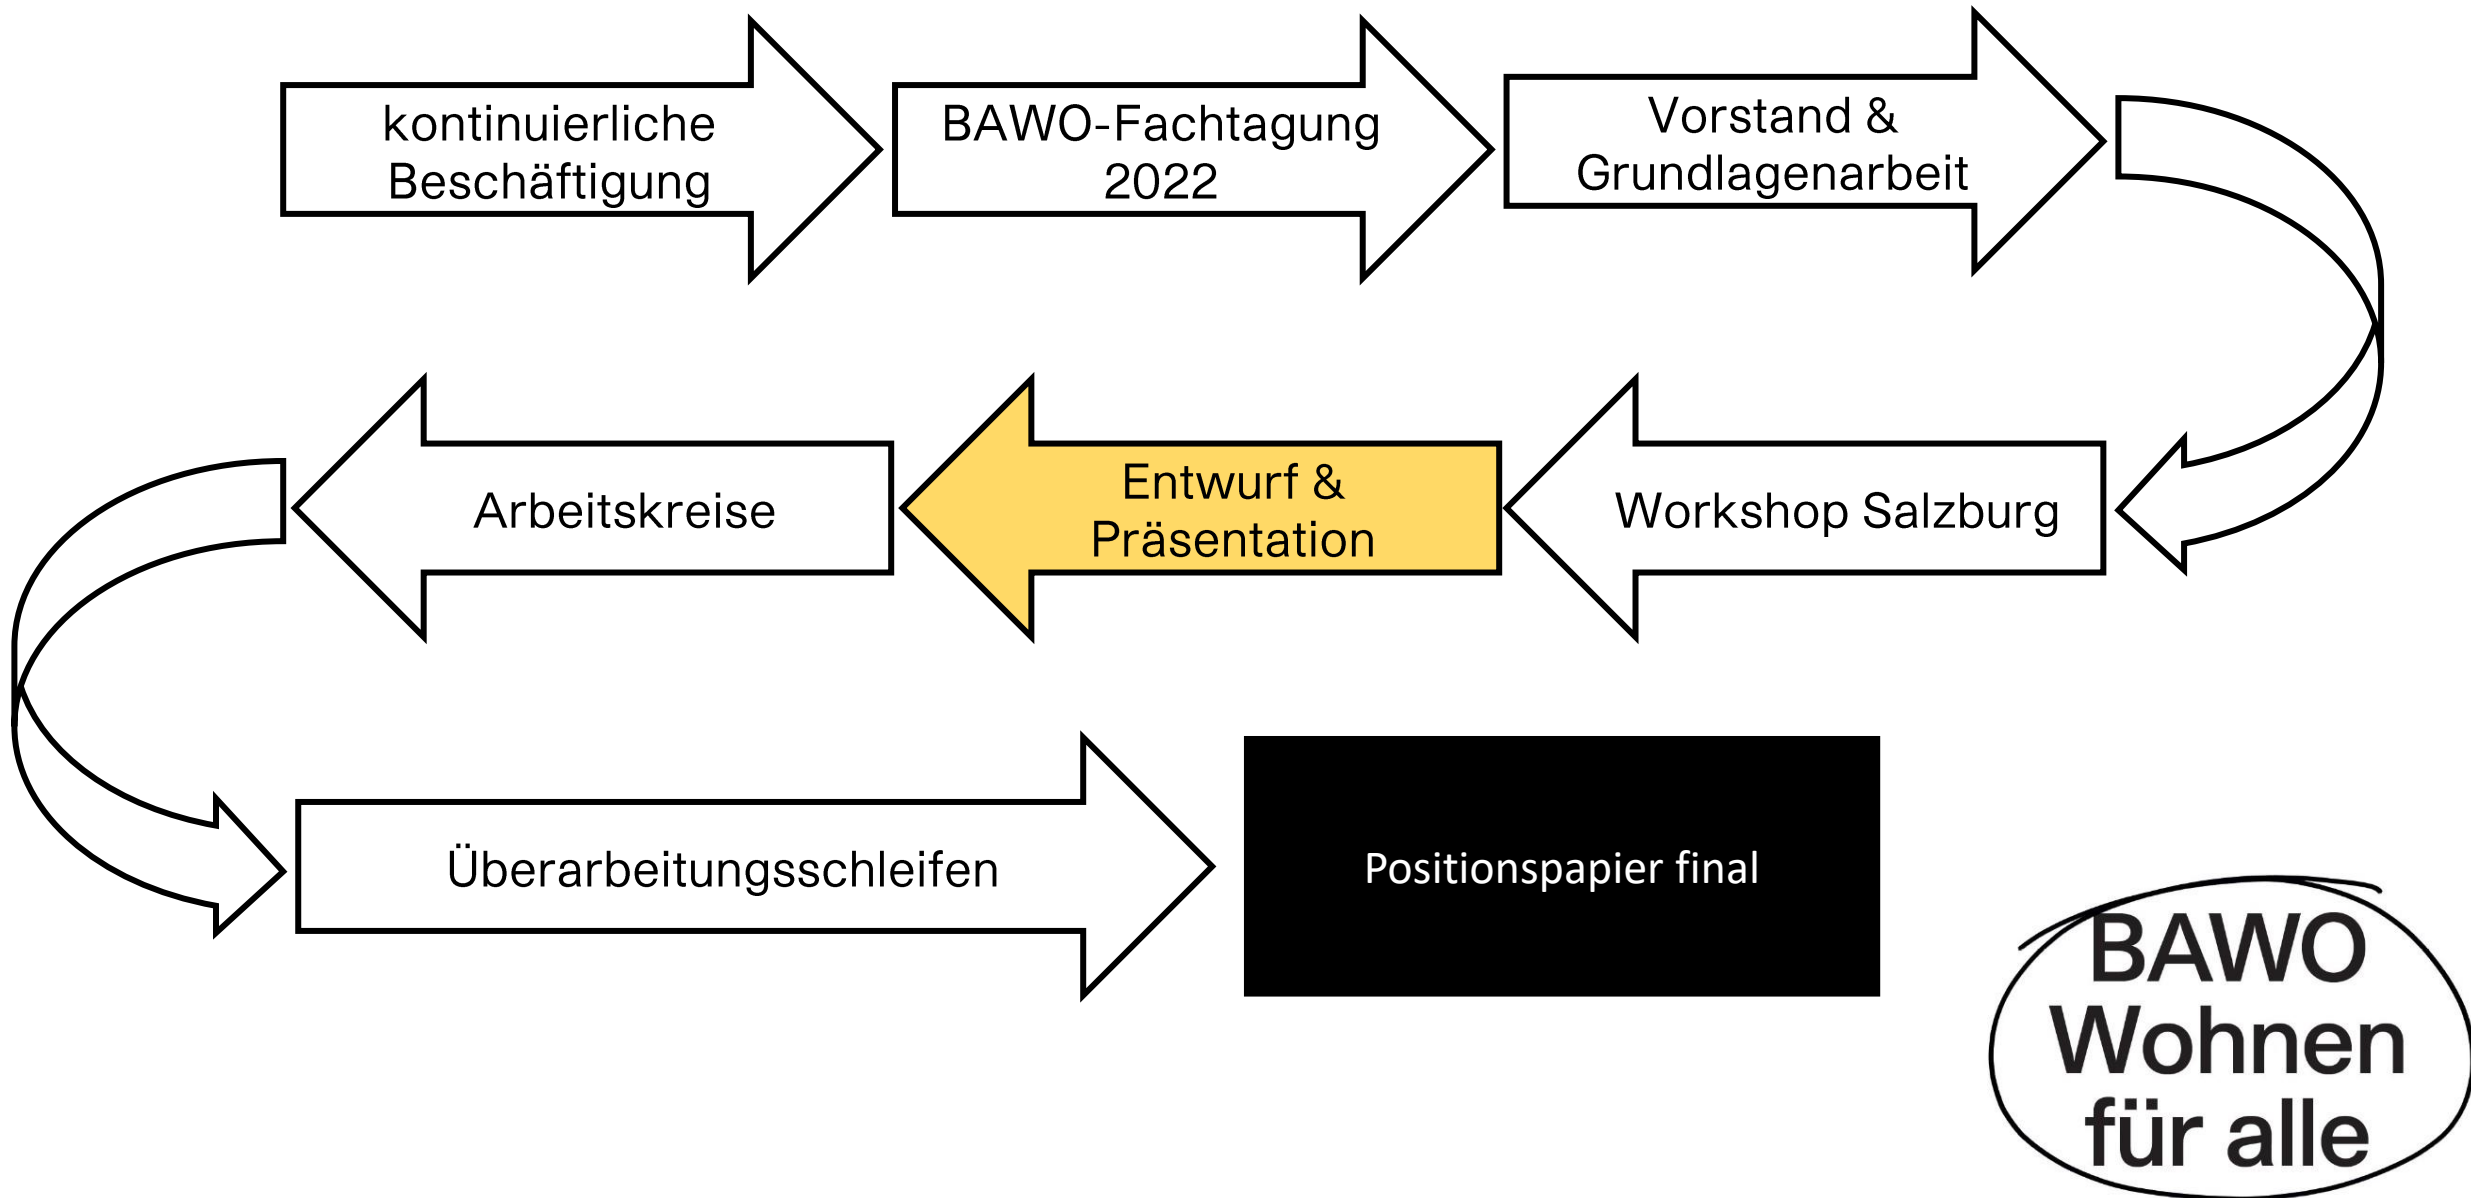 kontinuierliche
Beschäftigung
BAWO-Fachtagung
2022
Vorstand &
Grundlagenarbeit
Workshop Salzburg
Entwurf &
Präsentation
Arbeitskreise
Überarbeitungsschleifen
Positionspapier final
BAWO
Wohnen
für alle